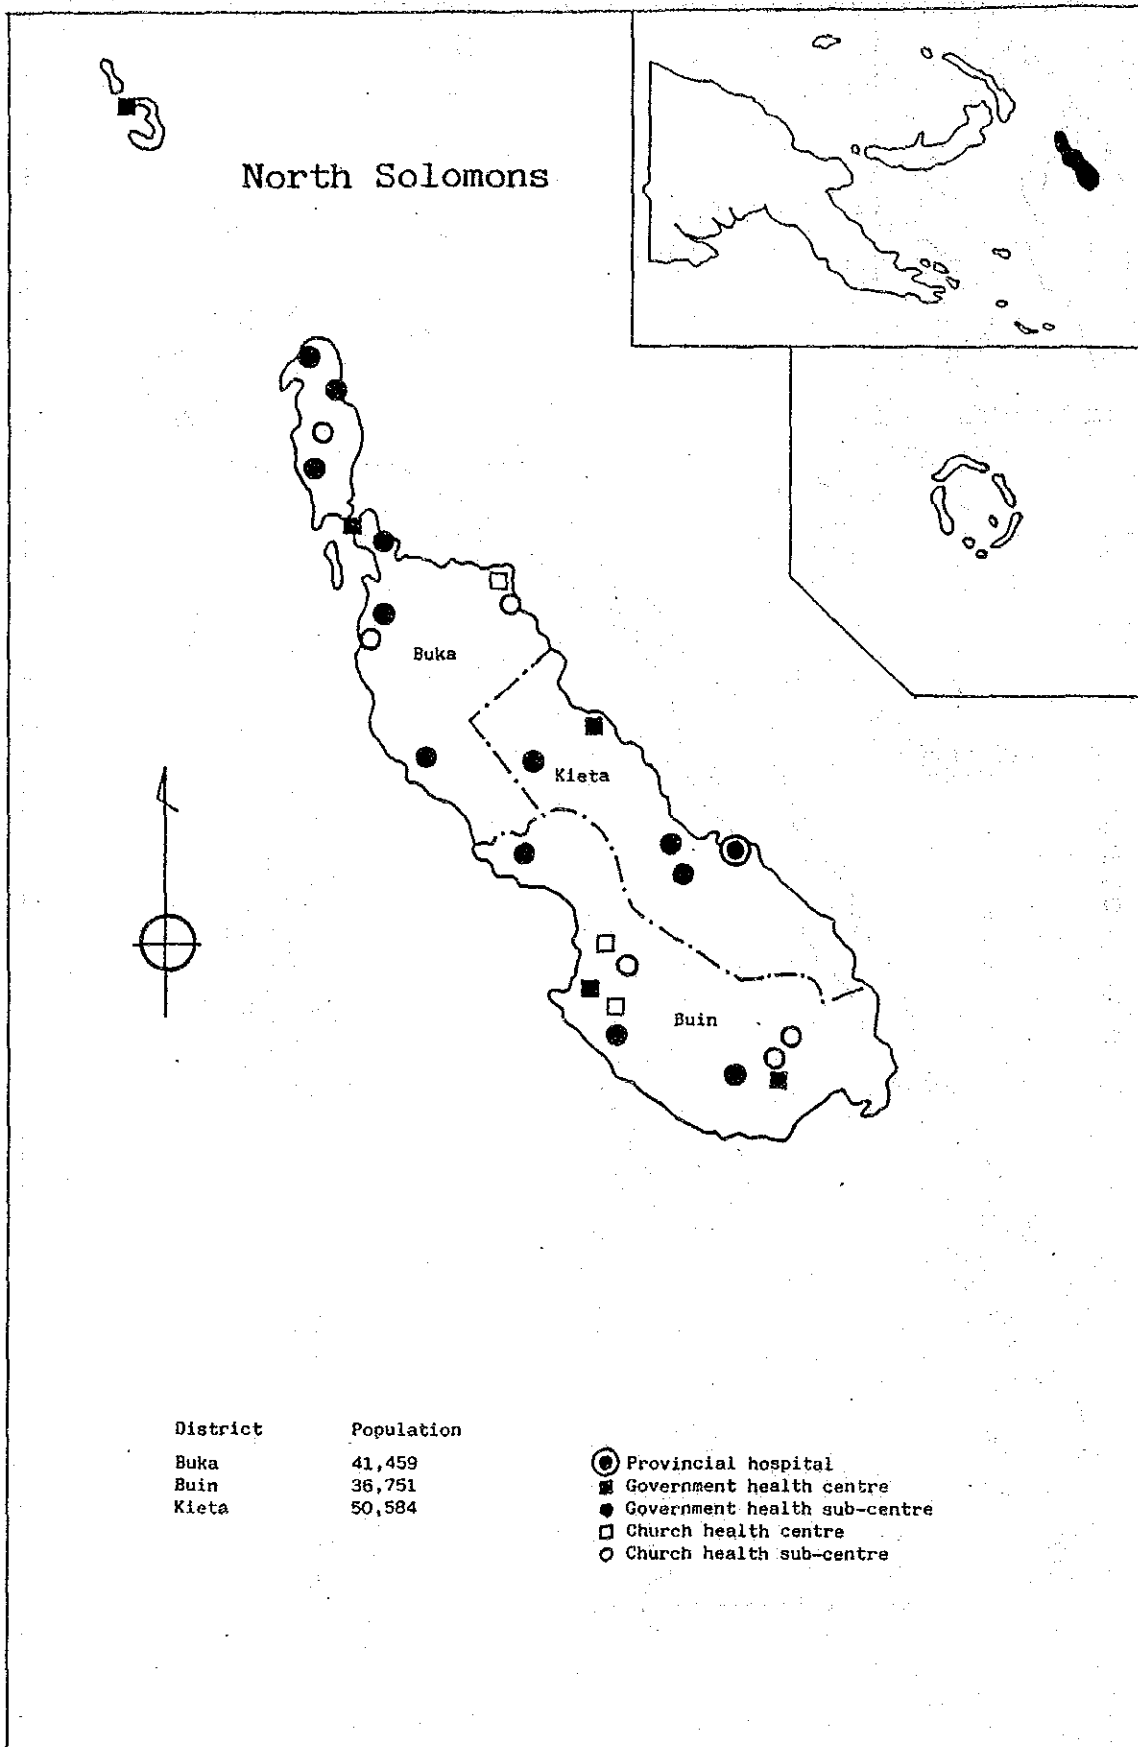 North Solomons
Buka
Kieta
Buin
District Population
Buka 41,459
Buin 36,751
Kieta 50,584
Provincial hospital
Government health centre
Government health sub-centre
Church health centre
Church health sub-centre